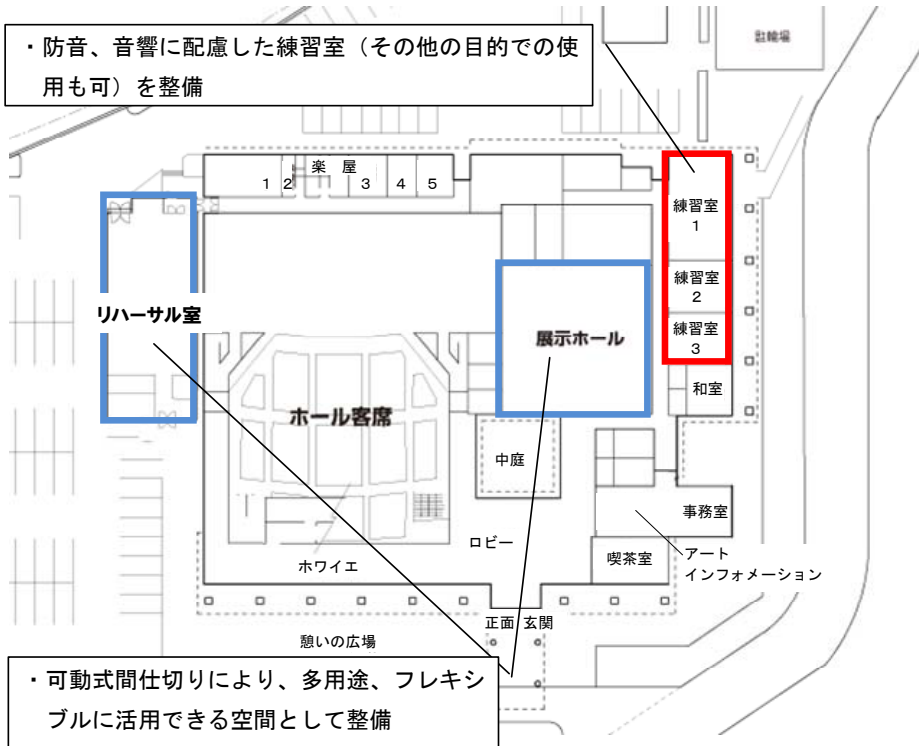 ・防音、音響に配慮した練習室（その他の目的での使
用も可）を整備
駐輪場
楽 屋
1 2 3 4 5
練習室
1
練習室
2
練習室
3
リハーサル室
展示ホール
和室
ホール客席
中庭
事務室
ロビー
喫茶室
アート
インフォメーション
ホワイエ
正面 玄関
憩いの広場
・可動式間仕切りにより、多用途、フレキシ
ブルに活用できる空間として整備